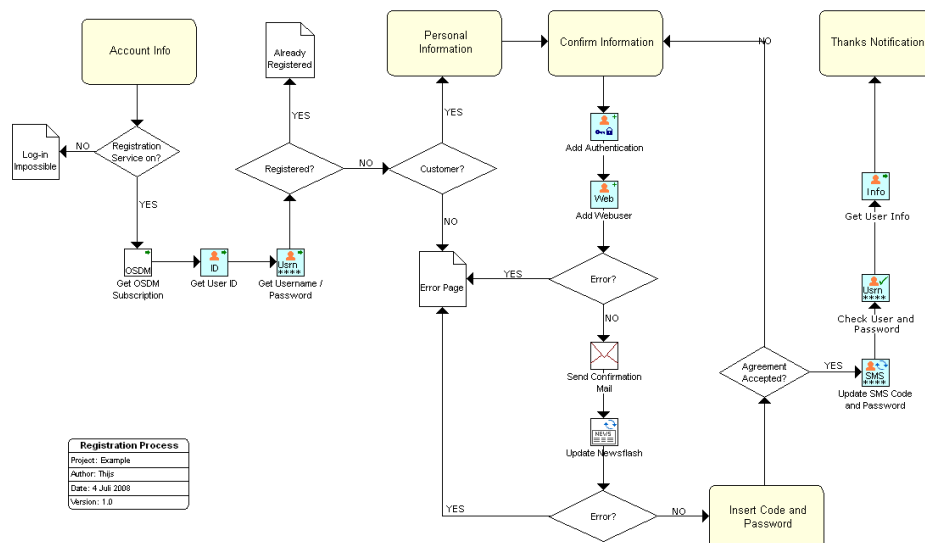 Account Info
Personal
Information
Confirm Information
Thanks Notification
NO
Already
Registered
YES
YES
Log-in
Impossible
NO
Registration
Service on?
Registered?
NO
Customer?
Add Authentication
YES
NO
Web
Add Webuser
Info
Get User Info
OSDM
Get OSDM
Subscription
ID
Get User ID
Usrn
****
Get Username /
Password
Error Page
YES
Error?
NO
Usrn
****
Check User and
Password
Send Confirmation
Mail
Agreement
Accepted?
YES
SMS
****
Update SMS Code
and Password
NEWS
Update Newsflash
Registration Process
Project: Example
Author: Thijs
Date: 4 Juli 2008
Version: 1.0
YES
Error?
NO
Insert Code and
Password